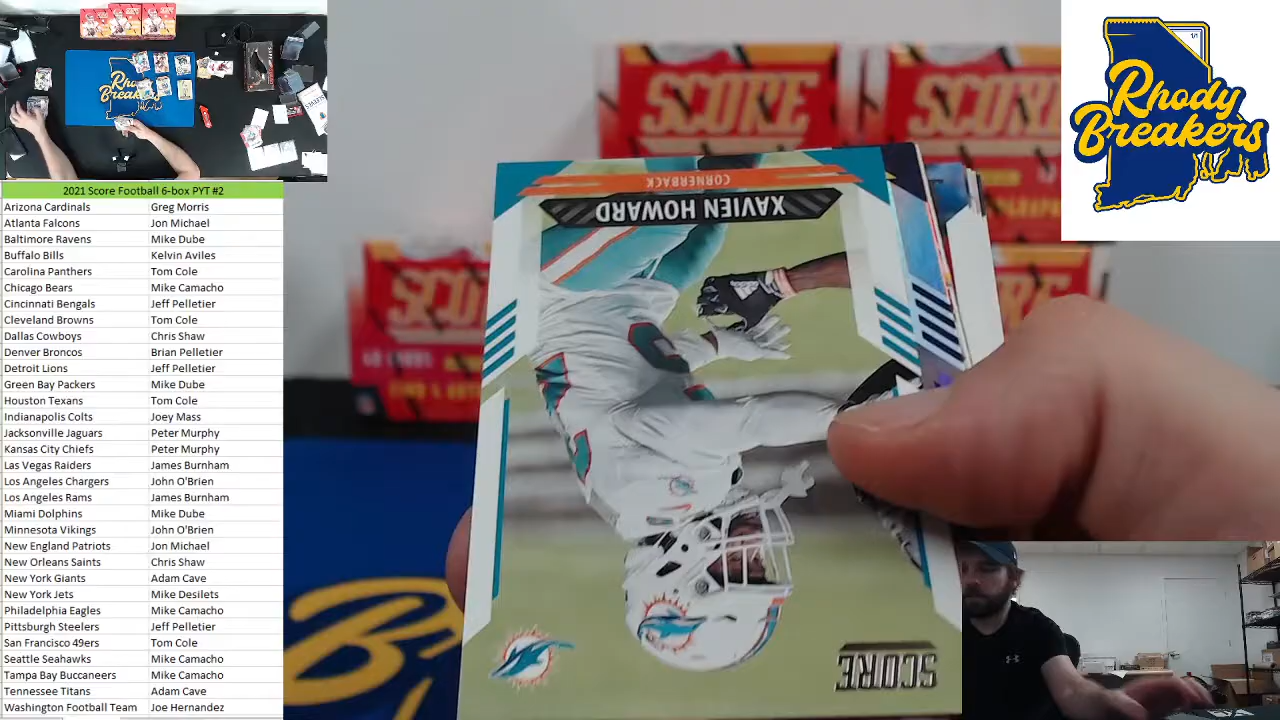 2021 Score Football 6-box PYT #2
Arizona Cardinals Greg Morris
Atlanta Falcons Jon Michael
Baltimore Ravens Mike Dube
Buffalo Bills Kelvin Aviles
Carolina Panthers Tom Cole
Chicago Bears Mike Camacho
Cincinnati Bengals Jeff Pelletier
Cleveland Browns Tom Cole
Dallas Cowboys Chris Shaw
Denver Broncos Brian Pelletier
Detroit Lions Jeff Pelletier
Green Bay Packers Mike Dube
Houston Texans Tom Cole
Indianapolis Colts Joey Mass
Jacksonville Jaguars Peter Murphy
Kansas City Chiefs Peter Murphy
Las Vegas Raiders James Burnham
Los Angeles Chargers John O'Brien
Los Angeles Rams James Burnham
Miami Dolphins Mike Dube
Minnesota Vikings John O'Brien
New England Patriots Jon Michael
New Orleans Saints Chris Shaw
New York Giants Adam Cave
New York Jets Mike Desilets
Philadelphia Eagles Mike Camacho
Pittsburgh Steelers Jeff Pelletier
San Francisco 49ers Tom Cole
Seattle Seahawks Mike Camacho
Tampa Bay Buccaneers Mike Camacho
Tennessee Titans Adam Cave
Washington Football Team Joe Hernandez
SCORE
SCORE
CORNERBACK
XAVIEN HOWARD
SCORE
1/1
Rhody
Breakers